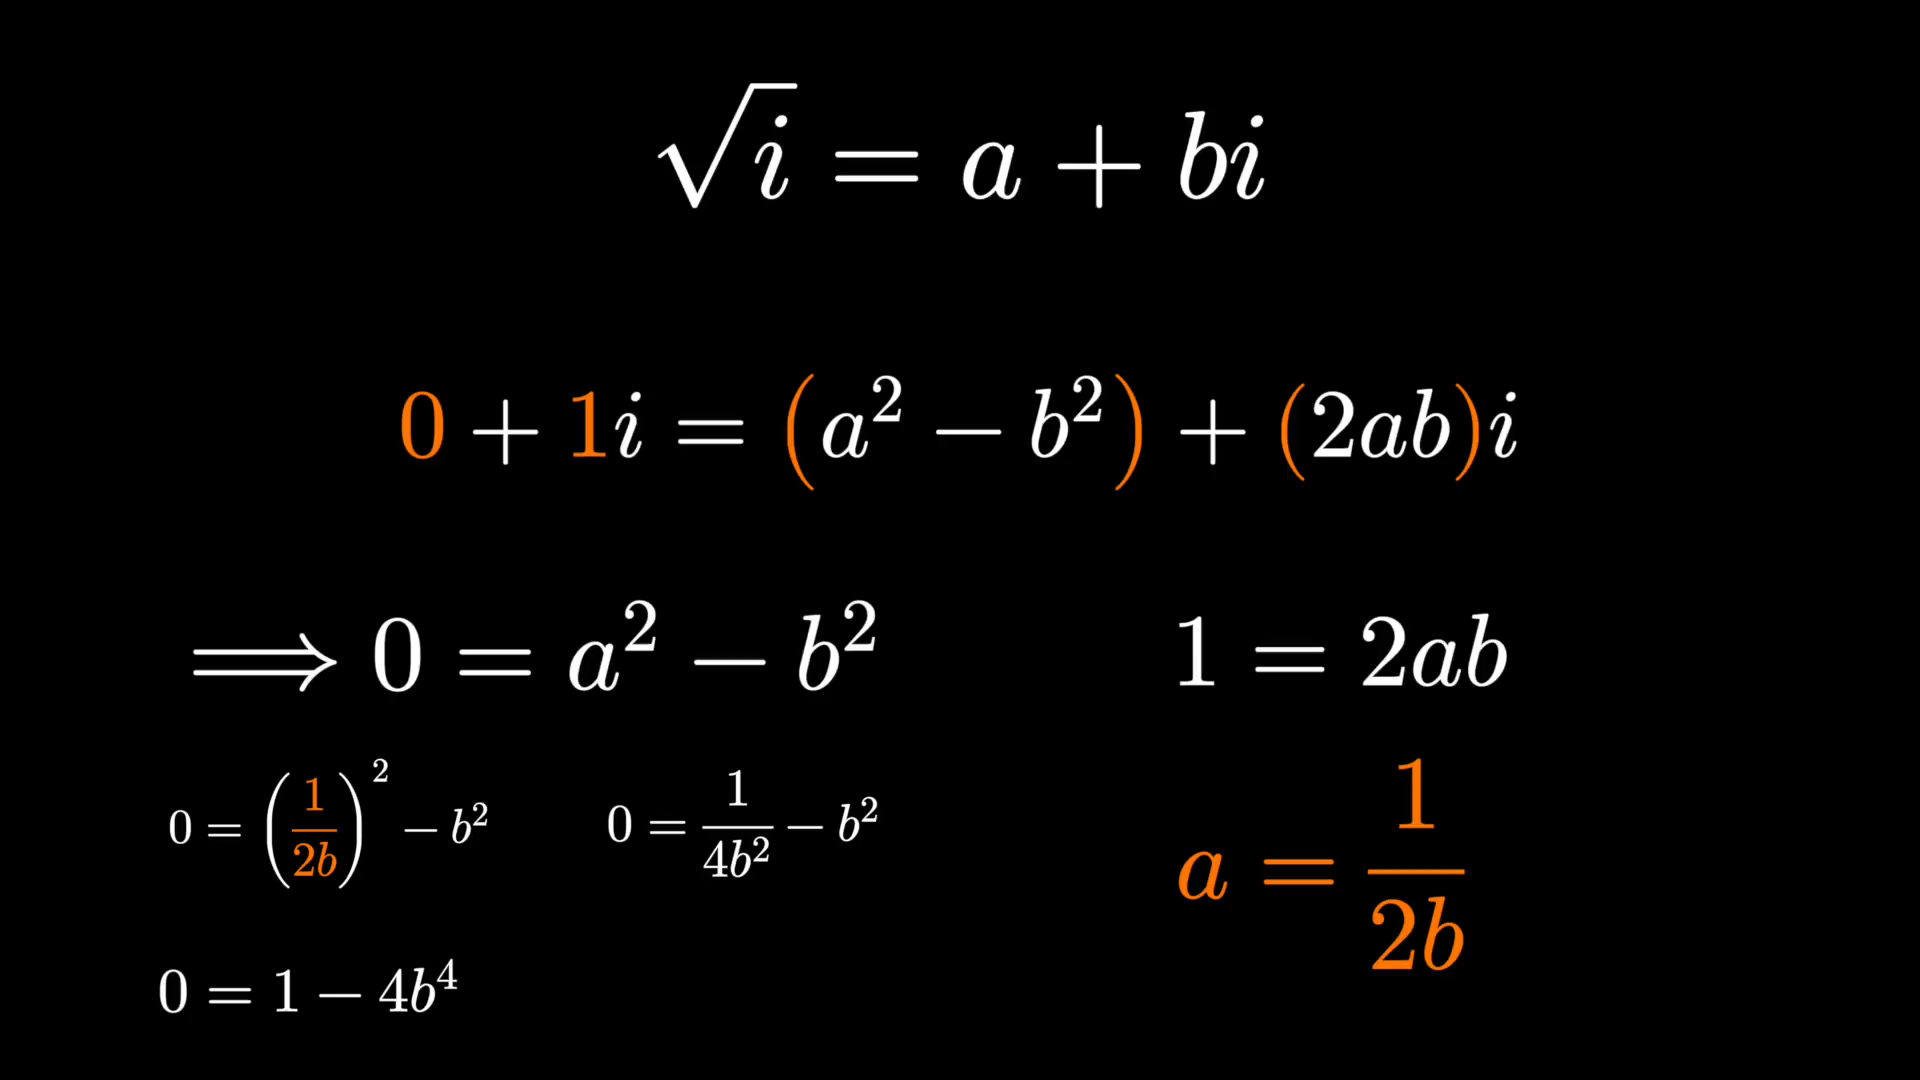 √i = a + bi
0 + 1i = (a² − b²) + (2ab)i
⟹ 0 = a² − b²
1 = 2ab
0 = (1/2b)² − b²
0 = 1/4b² − b²
a = 1/2b
0 = 1 − 4b⁴